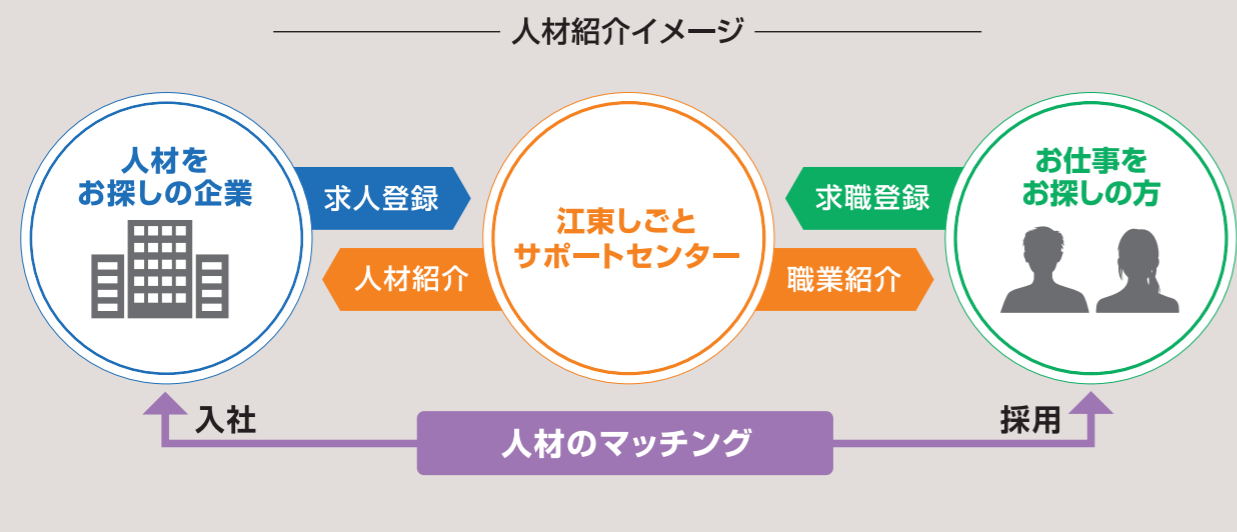 人材紹介イメージ
人材を
お探しの企業
求人登録
人材紹介
江東しごと
サポートセンター
求職登録
職業紹介
お仕事を
お探しの方
入社
人材のマッチング
採用